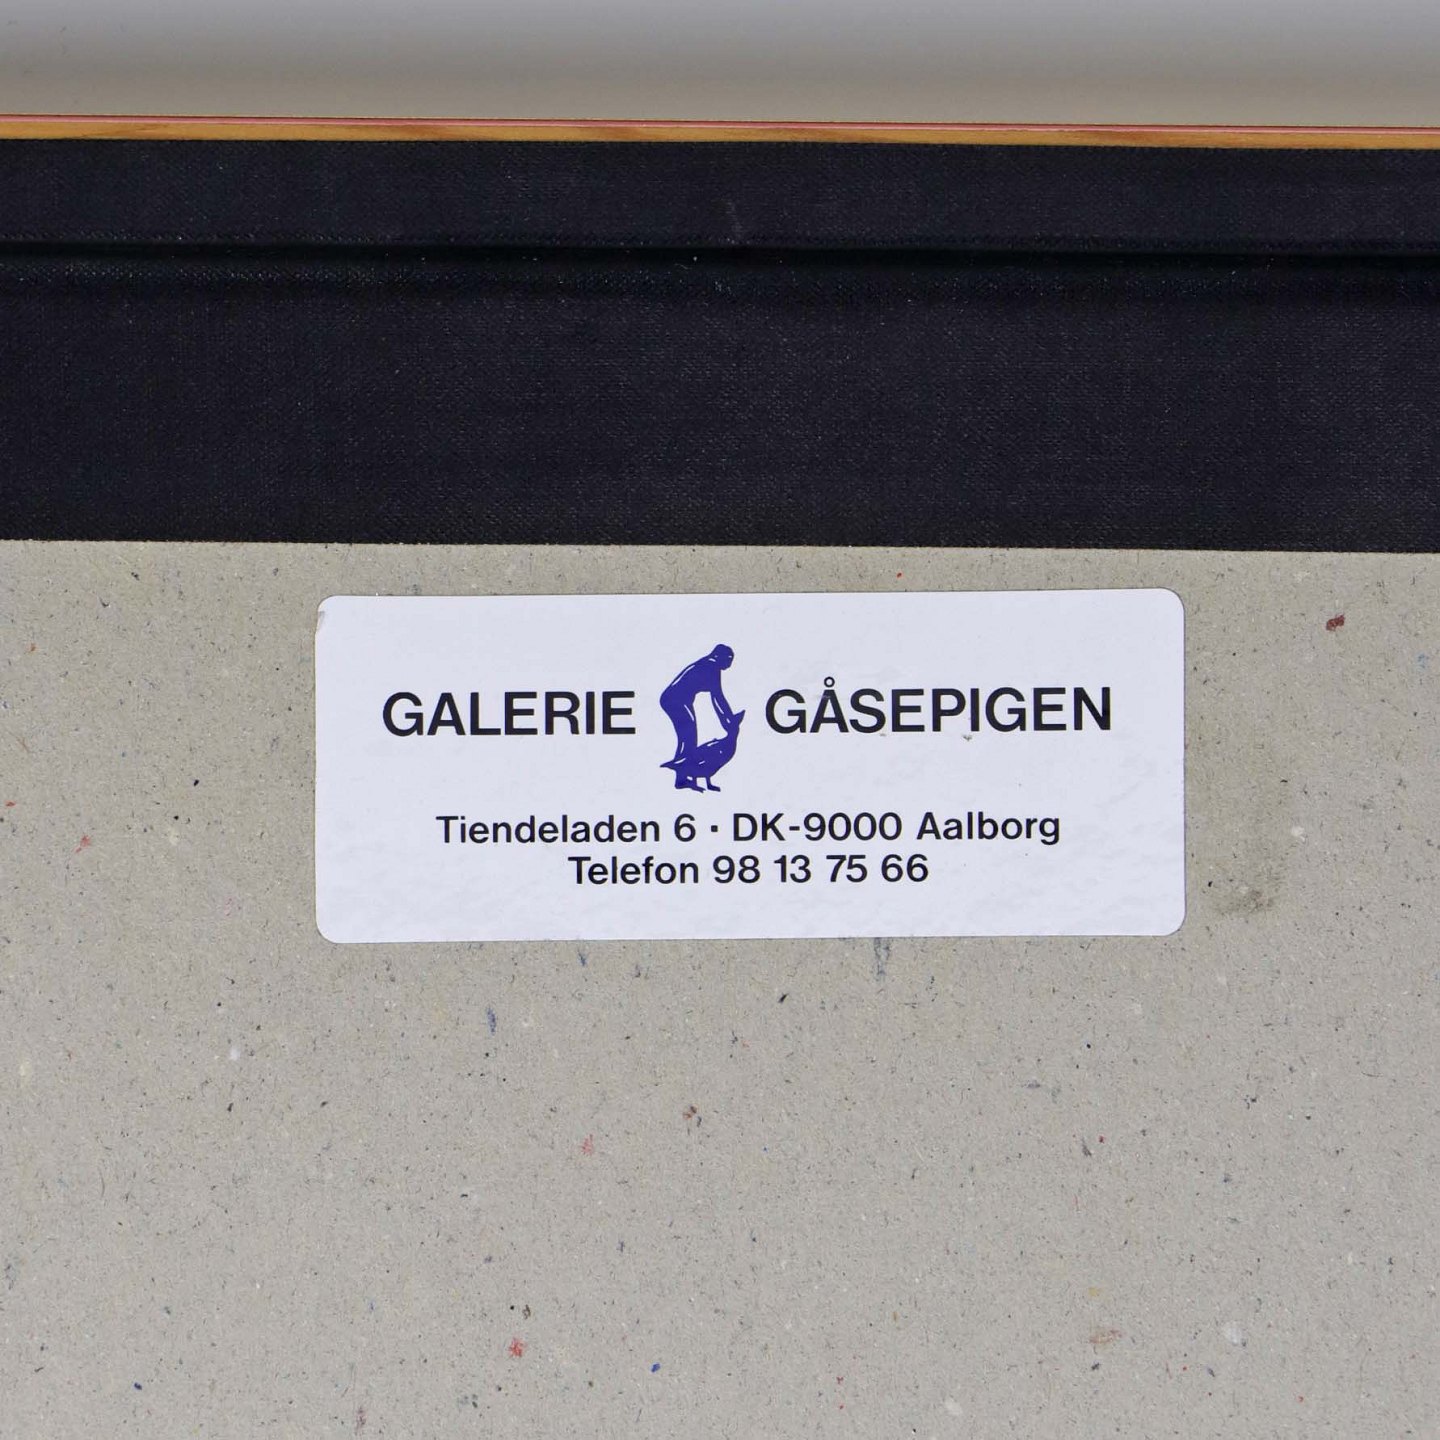 GALERIE GÅSEPIGEN
Tiendeladen 6 · DK-9000 Aalborg
Telefon 98 13 75 66